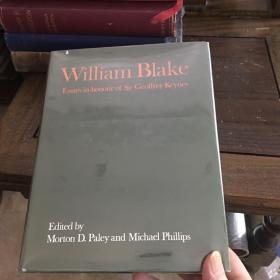 William Blake
Essays in honour of Sir Geoffrey Keynes
Edited by
Morton D. Paley and Michael Phillips